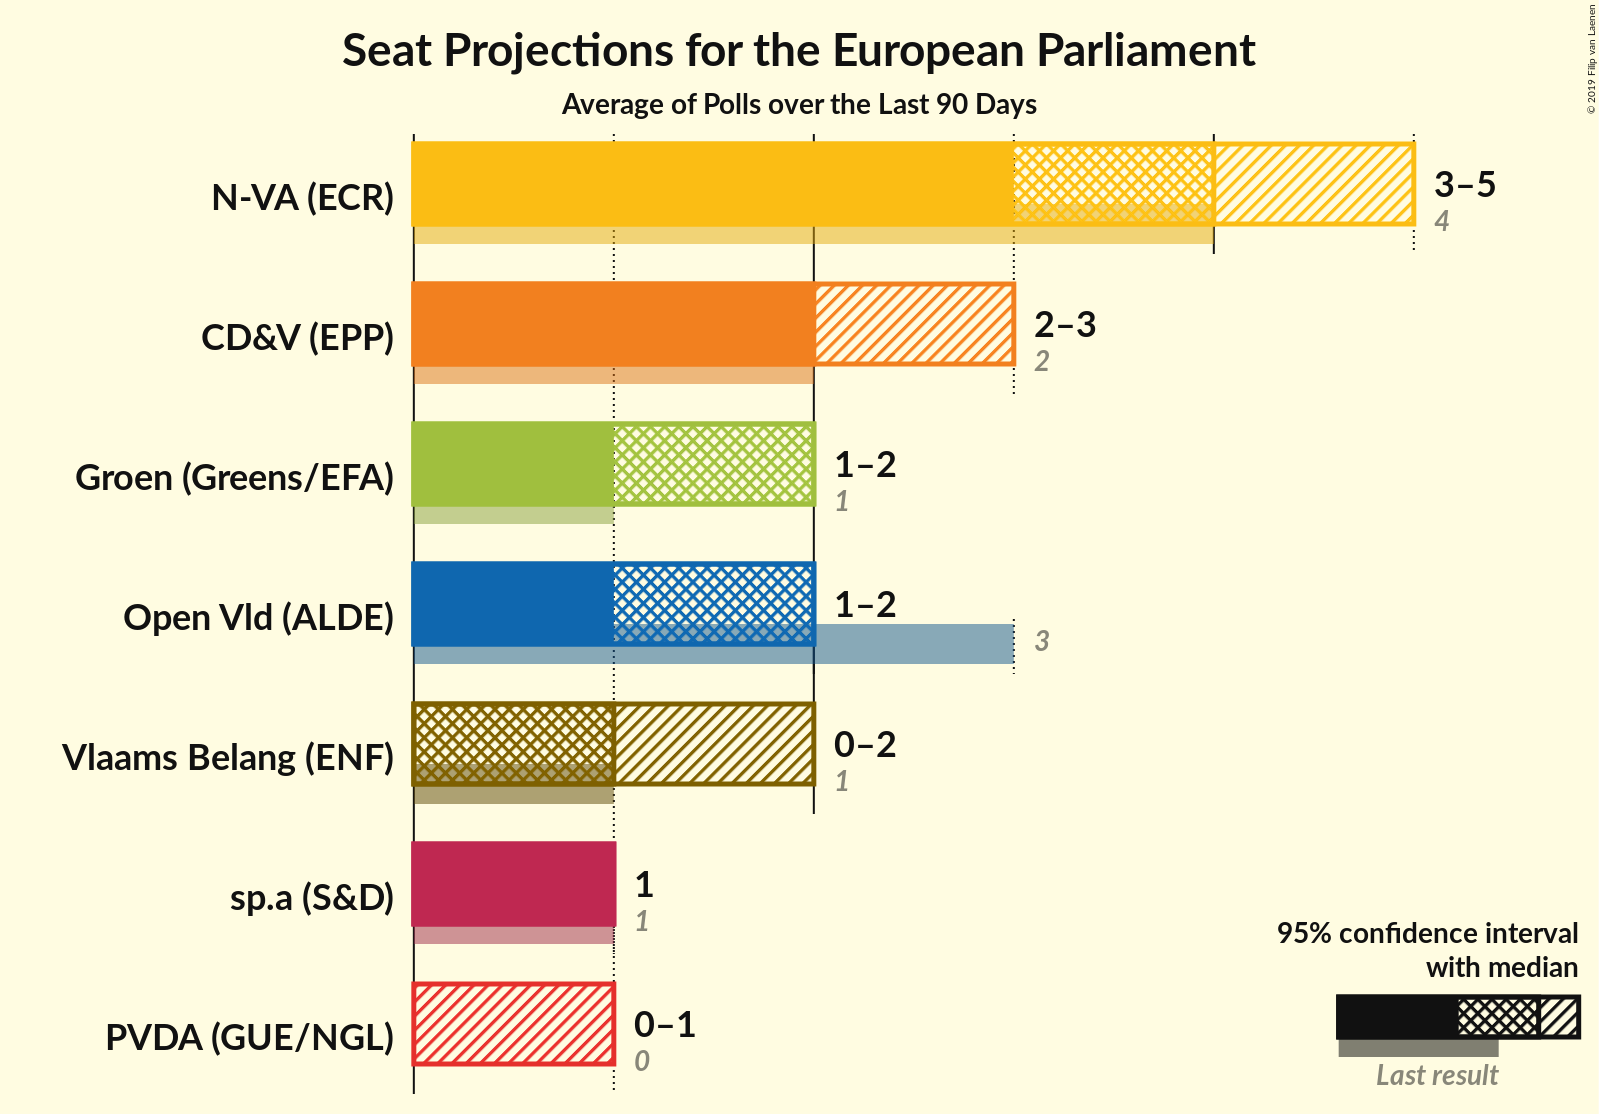 Seat Projections for the European Parliament
Average of Polls over the Last 90 Days
© 2019 Filip van Laenen
N-VA (ECR)
3–5
4
CD&V (EPP)
2–3
2
Groen (Greens/EFA)
1–2
1
Open Vld (ALDE)
1–2
3
Vlaams Belang (ENF)
0–2
1
sp.a (S&D)
1
1
PVDA (GUE/NGL)
0–1
0
95% confidence interval
with median
Last result